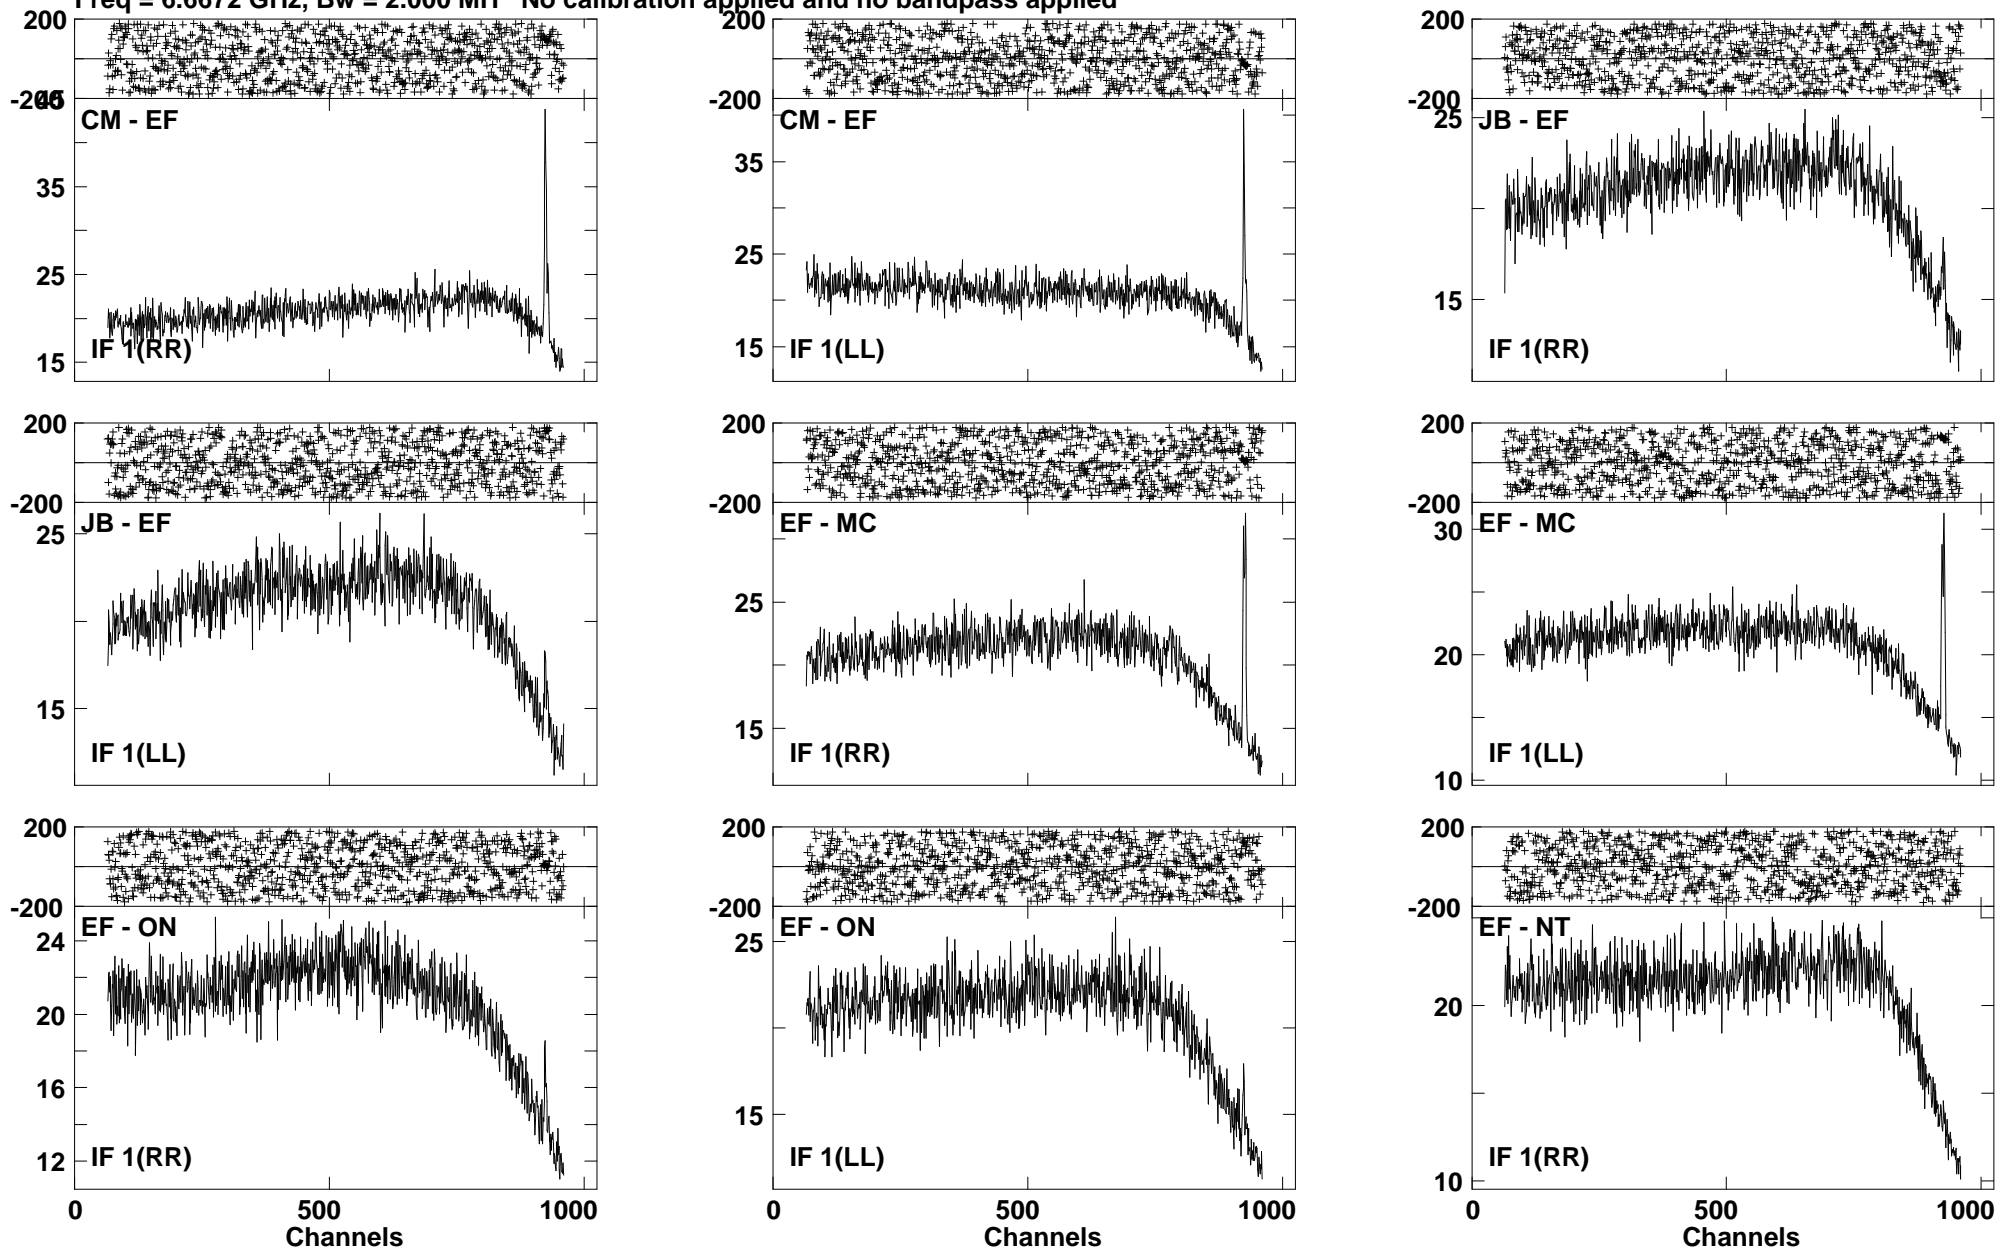 Freq = 6.6672 GHz, Bw = 2.000 MH No calibration applied and no bandpass applied
200 200 200
-200 -200 -200
CM - EF CM - EF JB - EF
35 35 25
25 25
15 15 15
IF 1(RR) IF 1(LL) IF 1(RR)
200 200 200
-200 -200 -200
JB - EF EF - MC EF - MC
25 25 30
20
15 15 10
IF 1(LL) IF 1(RR) IF 1(LL)
200 200 200
-200 -200 -200
EF - ON EF - ON EF - NT
24 25
20 20
16 15
12 10
IF 1(RR) IF 1(LL) IF 1(RR)
0 500 1000 0 500 1000 0 500 1000
Channels Channels Channels